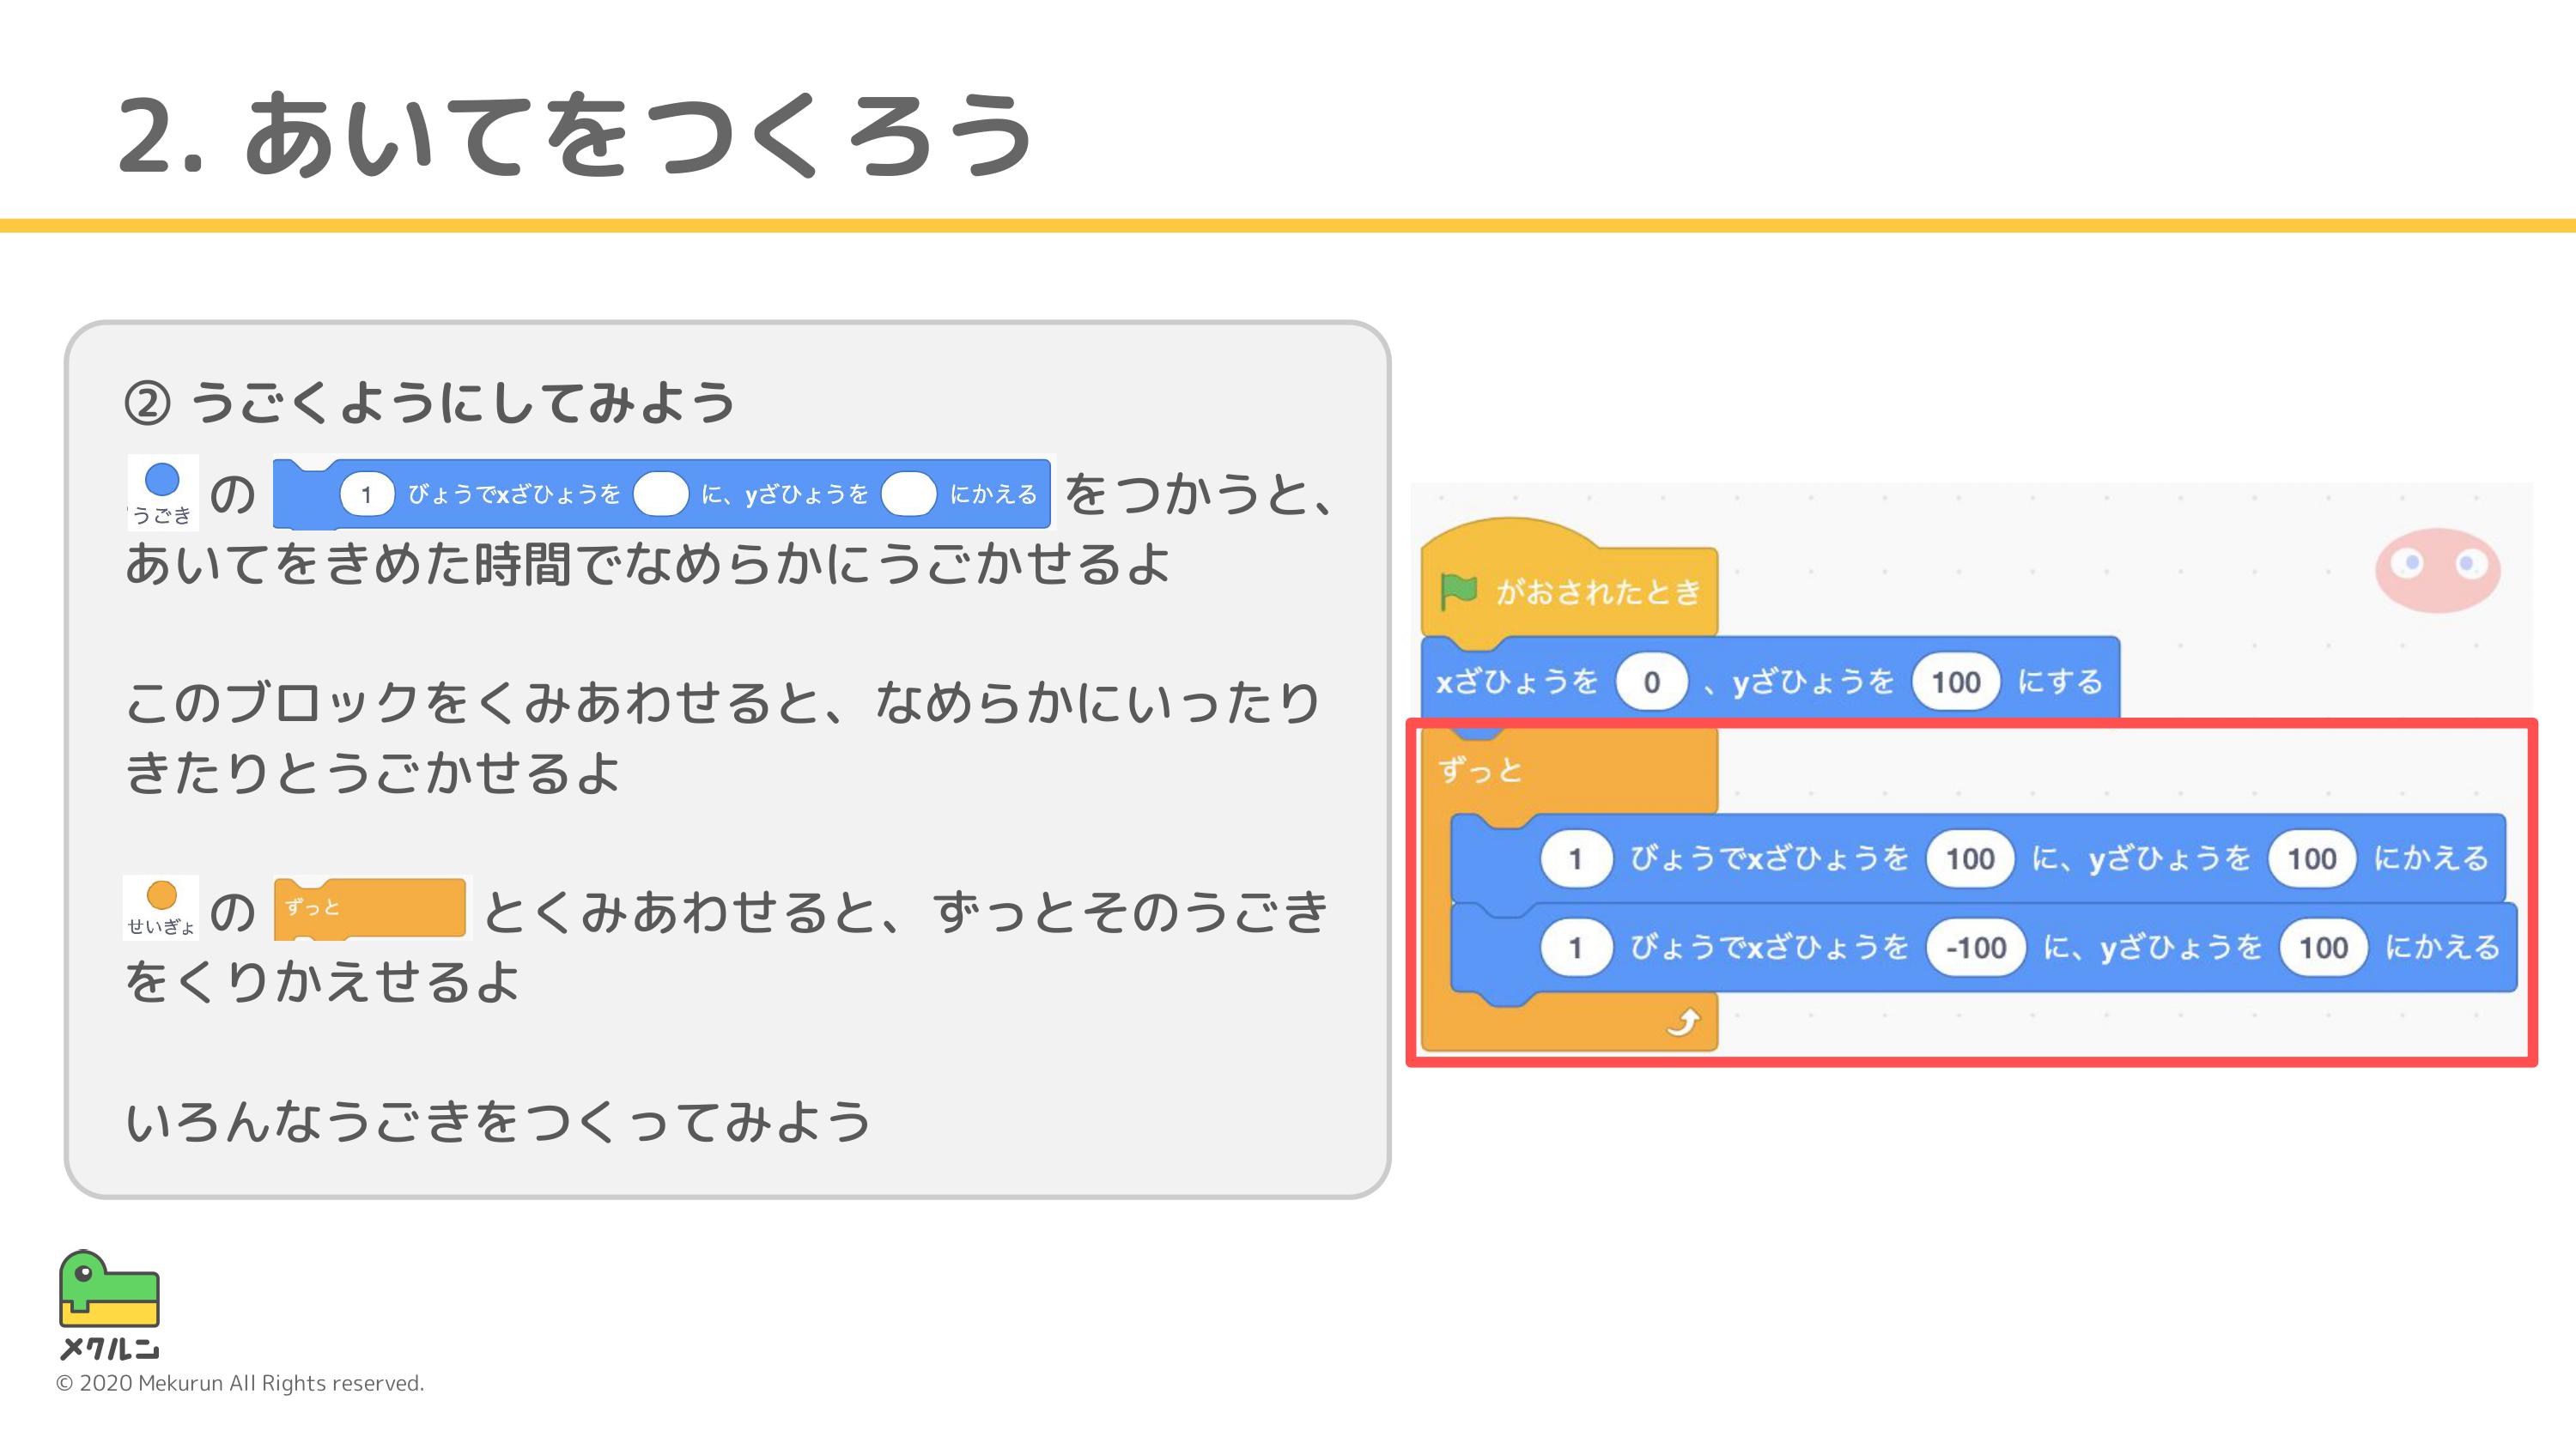 2. あいてをつくろう
② うごくようにしてみよう
うごき の 1 びょうでxざひょうを に、yざひょうを にかえる をつかうと、
あいてをきめた時間でなめらかにうごかせるよ
このブロックをくみあわせると、なめらかにいったり
きたりとうごかせるよ
せいぎょ の ずっと とくみあわせると、ずっとそのうごき
をくりかえせるよ
いろんなうごきをつくってみよう
がおされたとき
xざひょうを 0 、yざひょうを 100 にする
ずっと
1 びょうでxざひょうを 100 に、yざひょうを 100 にかえる
1 びょうでxざひょうを -100 に、yざひょうを 100 にかえる
メクルン
© 2020 Mekurun All Rights reserved.